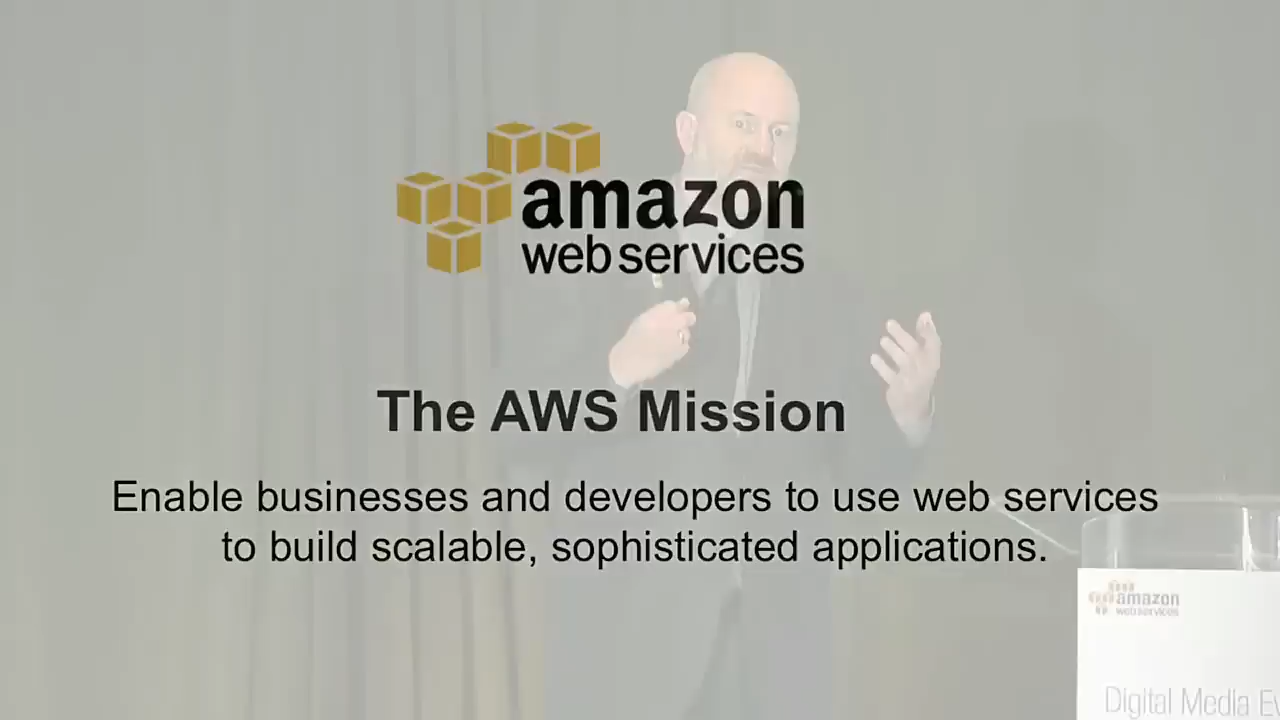 amazon
web services
The AWS Mission
Enable businesses and developers to use web services
to build scalable, sophisticated applications.
amazon
web services
Digital Media